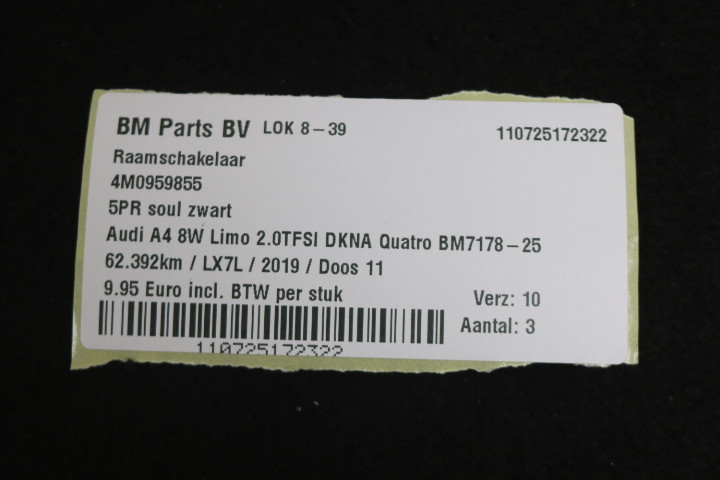 BM Parts BV LOK 8-39 110725172322
Raamschakelaar
4M0959855
5PR soul zwart
Audi A4 8W Limo 2.0TFSI DKNA Quatro BM7178-25
62.392km / LX7L / 2019 / Doos 11
9.95 Euro incl. BTW per stuk Verz: 10
Aantal: 3
110725172322